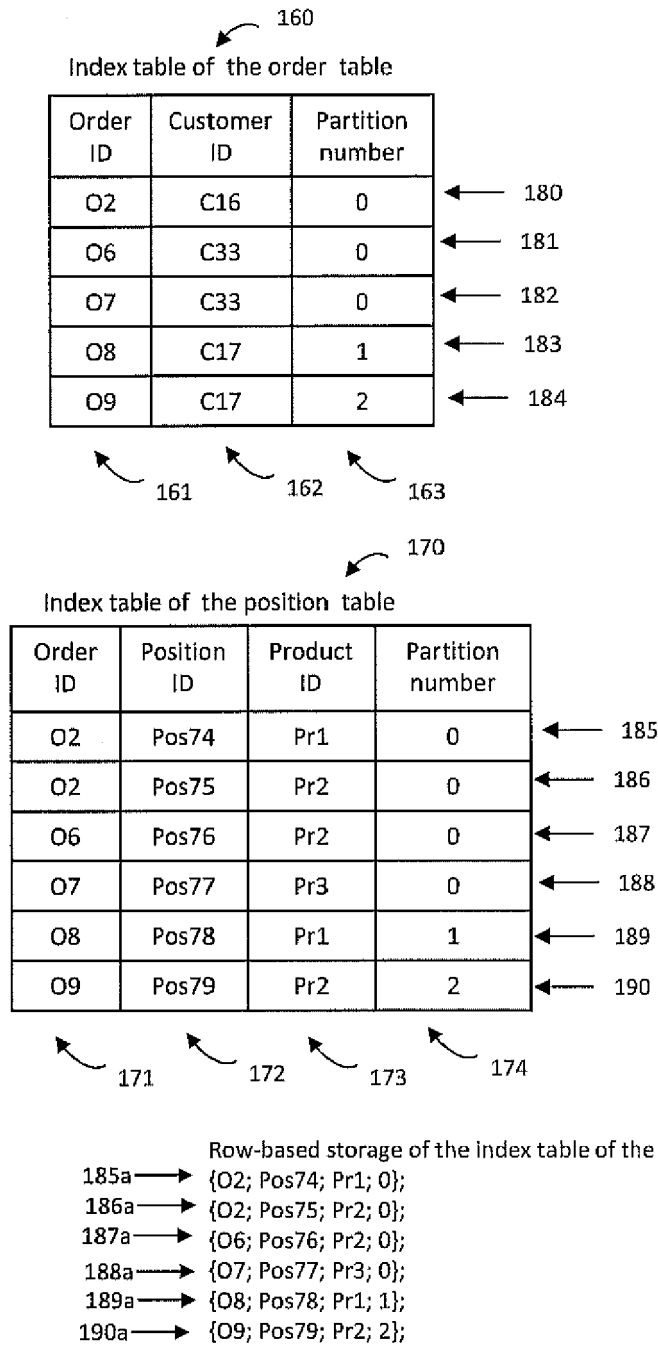 160
Index table of the order table
Order ID Customer ID Partition number
O2 C16 0 180
O6 C33 0 181
O7 C33 0 182
O8 C17 1 183
O9 C17 2 184
161 162 163
170
Index table of the position table
Order ID Position ID Product ID Partition number
O2 Pos74 Pr1 0 185
O2 Pos75 Pr2 0 186
O6 Pos76 Pr2 0 187
O7 Pos77 Pr3 0 188
O8 Pos78 Pr1 1 189
O9 Pos79 Pr2 2 190
171 172 173 174
Row-based storage of the index table of the
185a {O2; Pos74; Pr1; 0};
186a {O2; Pos75; Pr2; 0};
187a {O6; Pos76; Pr2; 0};
188a {O7; Pos77; Pr3; 0};
189a {O8; Pos78; Pr1; 1};
190a {O9; Pos79; Pr2; 2};